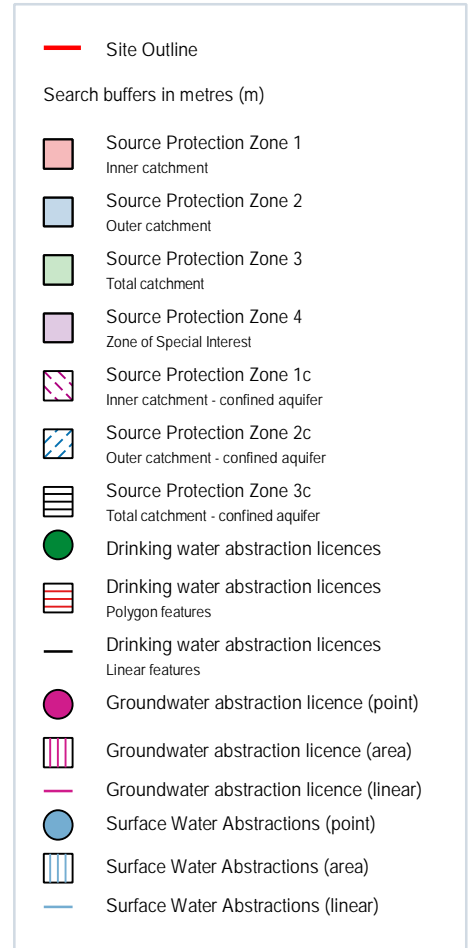 Site Outline
Search buffers in metres (m)
Source Protection Zone 1
Inner catchment
Source Protection Zone 2
Outer catchment
Source Protection Zone 3
Total catchment
Source Protection Zone 4
Zone of Special Interest
Source Protection Zone 1c
Inner catchment - confined aquifer
Source Protection Zone 2c
Outer catchment - confined aquifer
Source Protection Zone 3c
Total catchment - confined aquifer
Drinking water abstraction licences
Drinking water abstraction licences
Polygon features
Drinking water abstraction licences
Linear features
Groundwater abstraction licence (point)
Groundwater abstraction licence (area)
Groundwater abstraction licence (linear)
Surface Water Abstractions (point)
Surface Water Abstractions (area)
Surface Water Abstractions (linear)